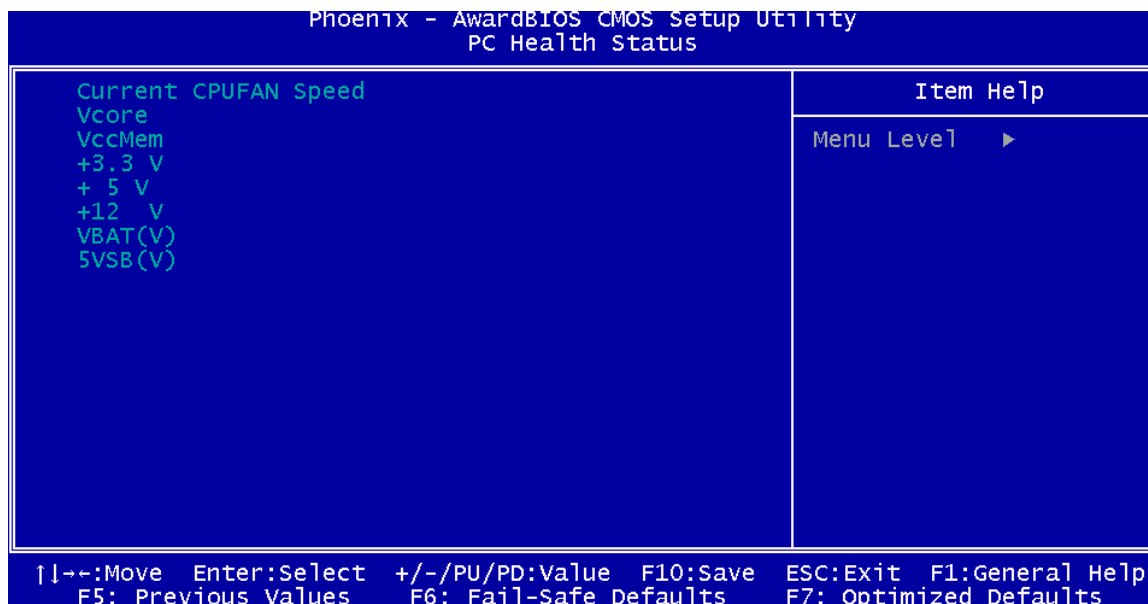 Phoenix - AwardBIOS CMOS Setup Utility
PC Health Status
Current CPUFAN Speed
Vcore
VccMem
+3.3 V
+ 5 V
+12 V
VBAT(V)
5VSB(V)
Item Help
Menu Level ►
↑↓→←:Move Enter:Select +/-/PU/PD:Value F10:Save ESC:Exit F1:General Help
F5: Previous Values F6: Fail-Safe Defaults F7: Optimized Defaults